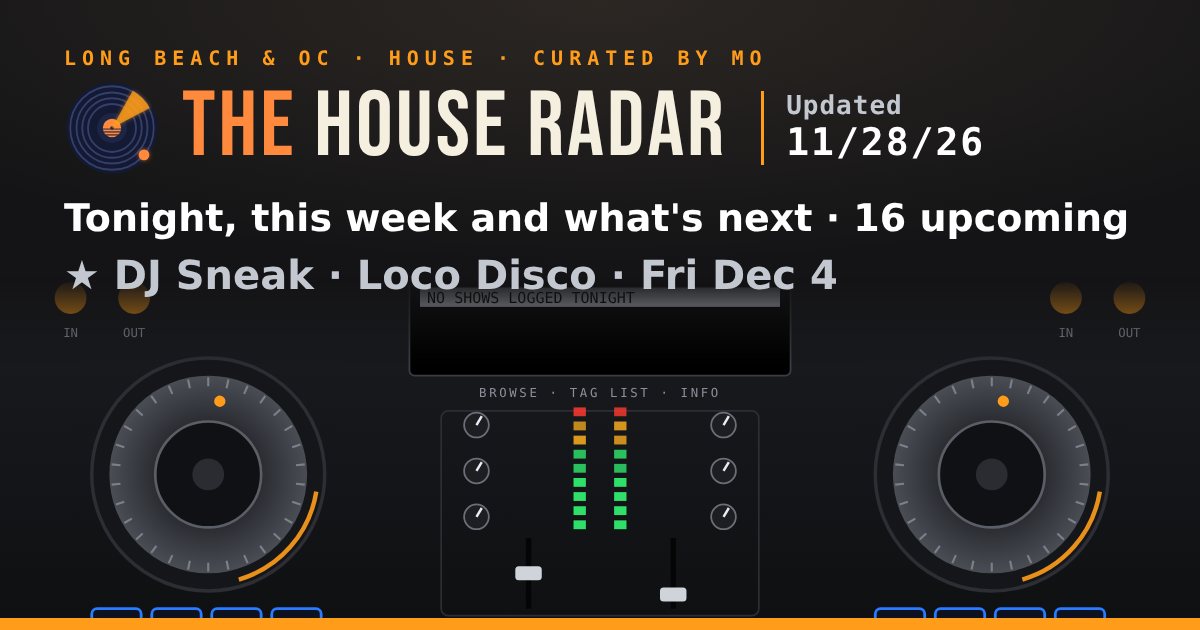 LONG BEACH & OC · HOUSE · CURATED BY MO
THE HOUSE RADAR
Updated
11/28/26
Tonight, this week and what's next · 16 upcoming
★ DJ Sneak · Loco Disco · Fri Dec 4
NO SHOWS LOGGED TONIGHT
IN OUT IN OUT
BROWSE · TAG LIST · INFO